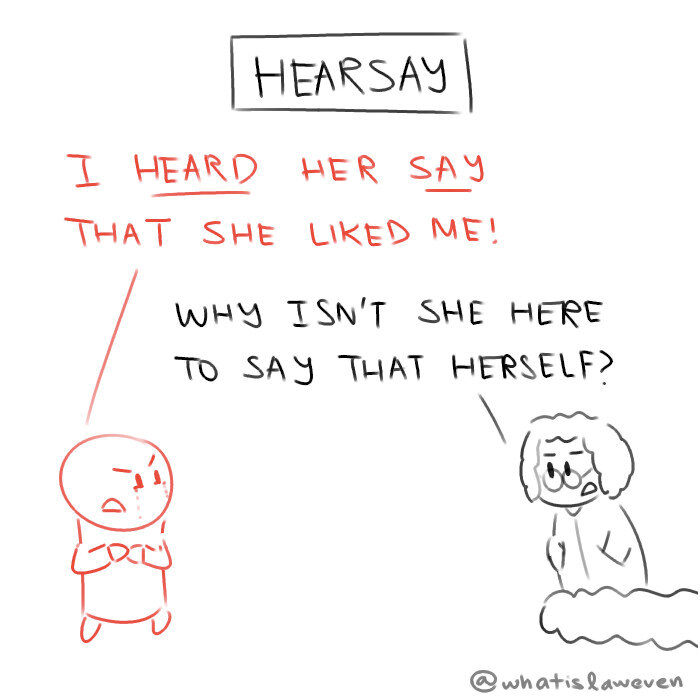 HEARSAY
I HEARD HER SAY
THAT SHE LIKED ME!
WHY ISN'T SHE HERE
TO SAY THAT HERSELF?
@whatislaweven